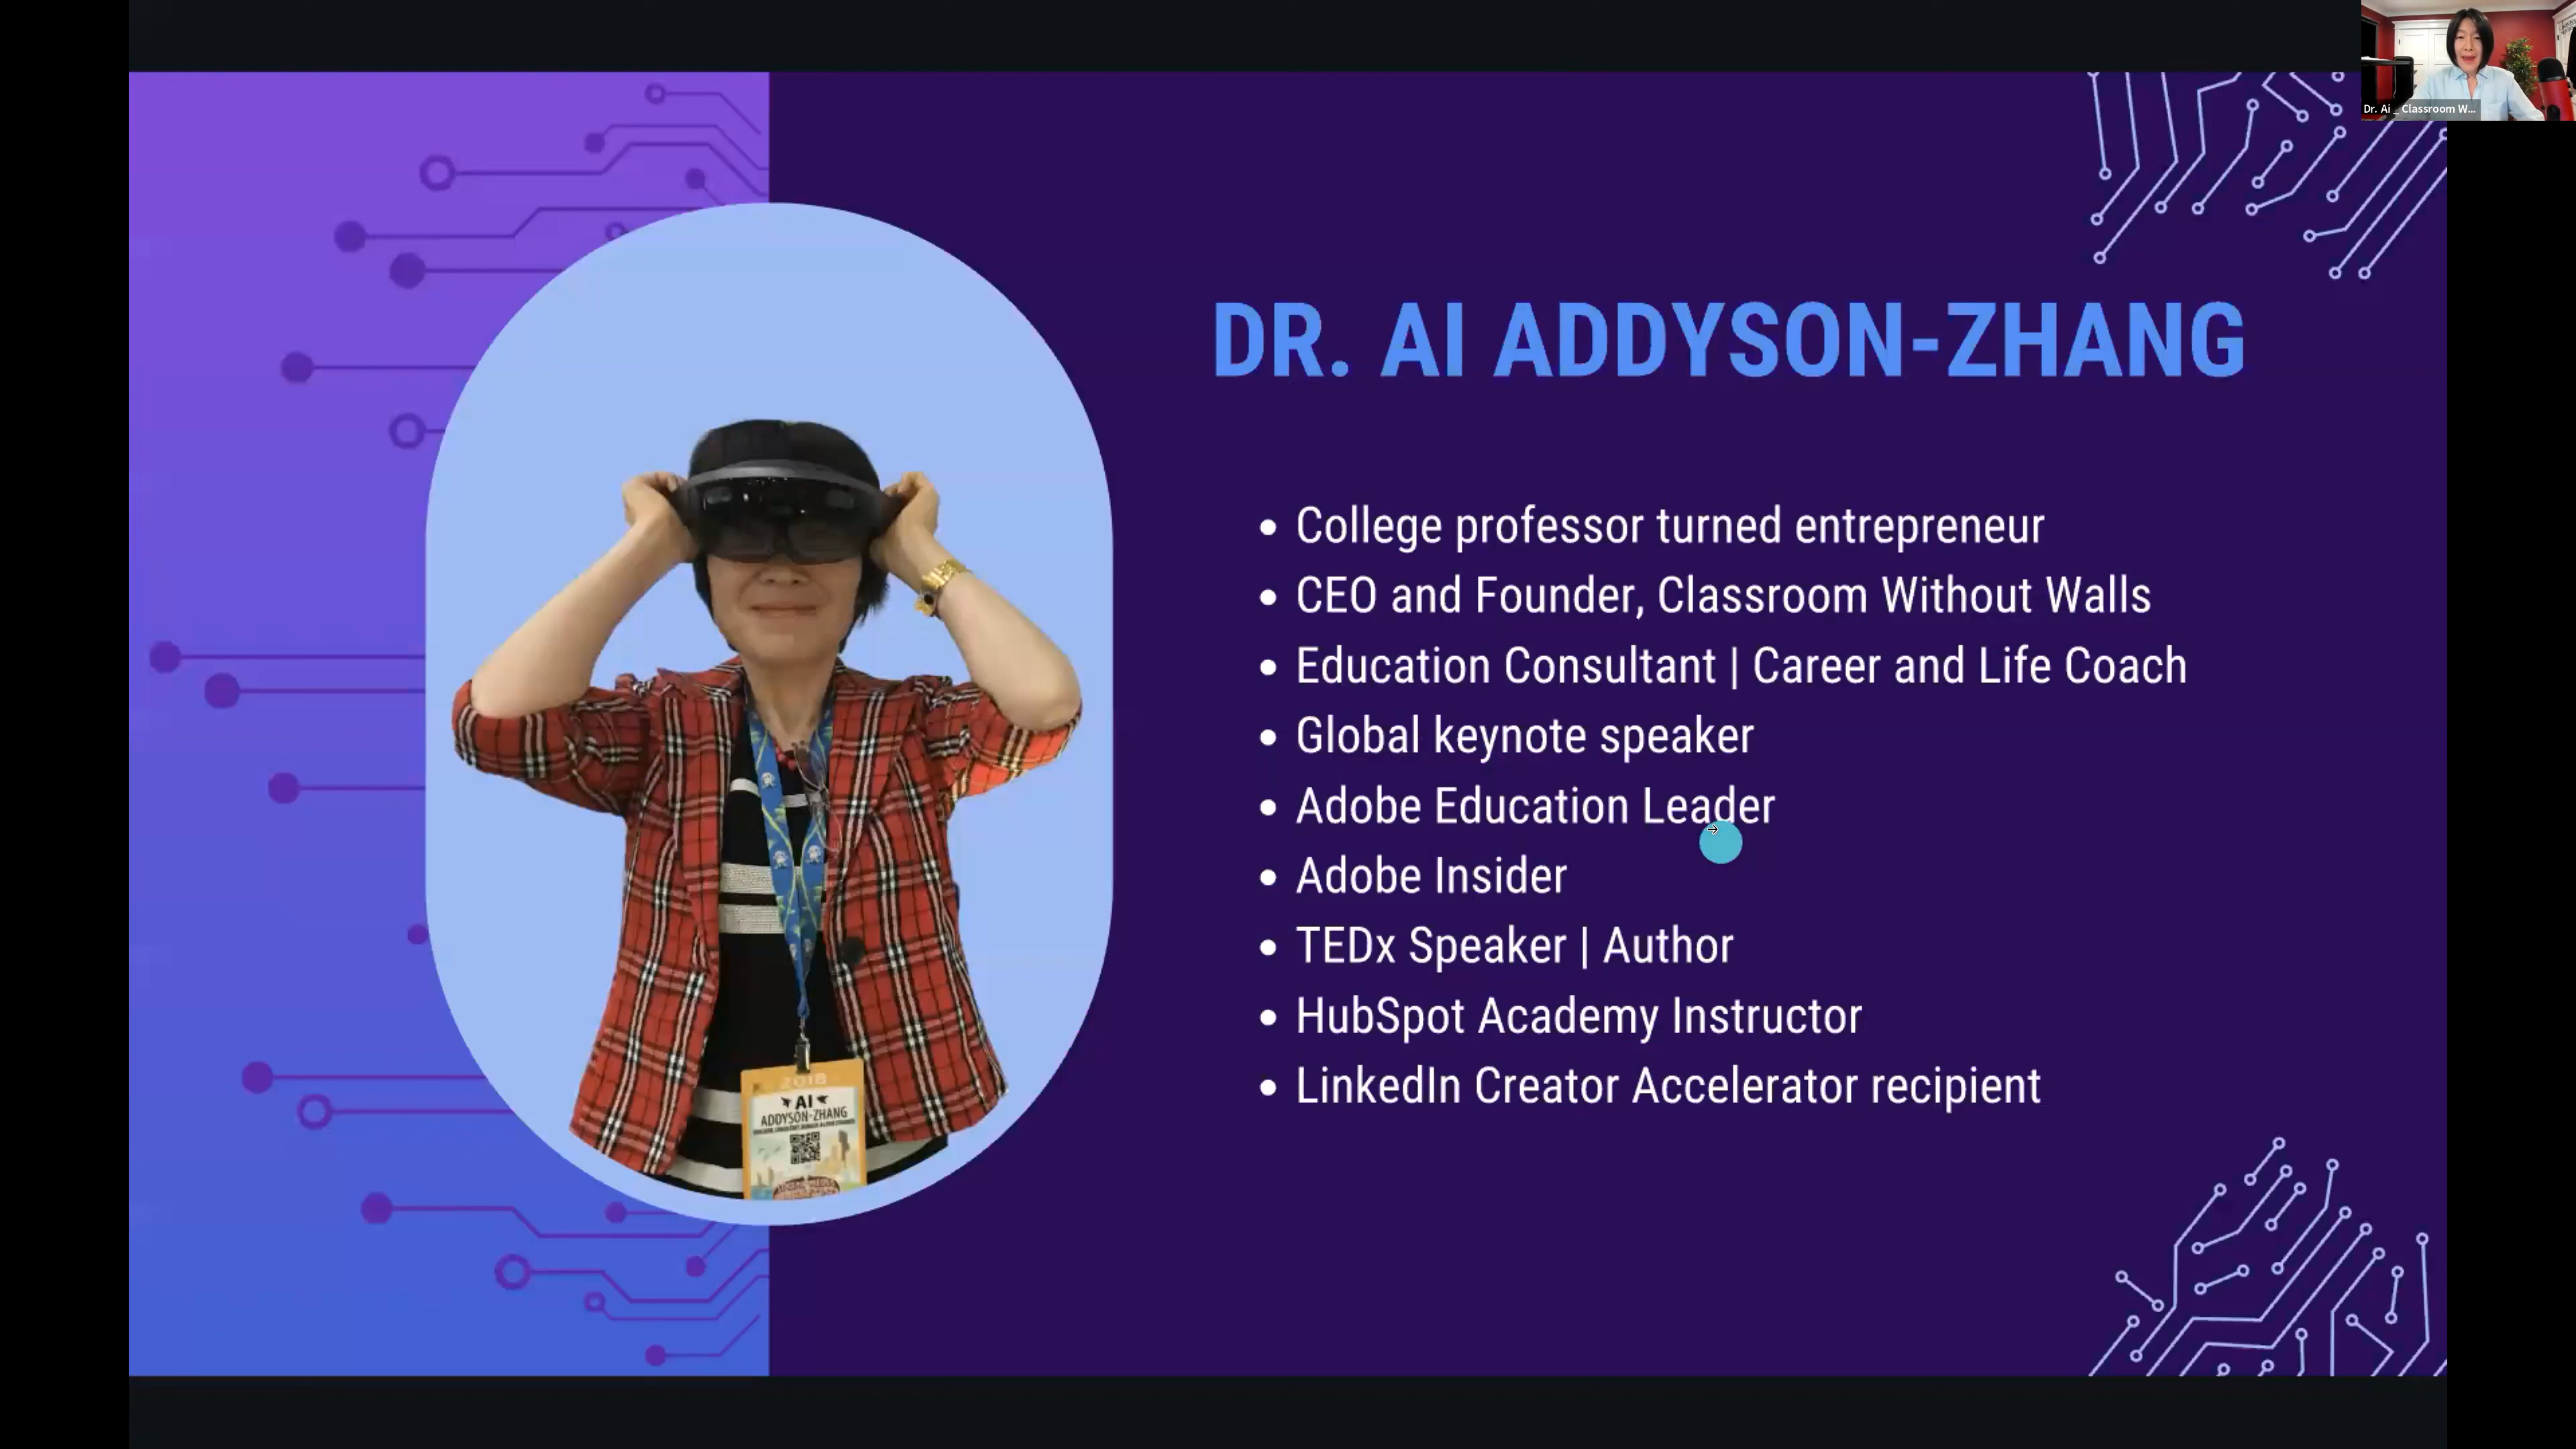 Dr. Ai _ Classroom W...
DR. AI ADDYSON-ZHANG
College professor turned entrepreneur
CEO and Founder, Classroom Without Walls
Education Consultant | Career and Life Coach
Global keynote speaker
Adobe Education Leader
Adobe Insider
TEDx Speaker | Author
HubSpot Academy Instructor
LinkedIn Creator Accelerator recipient
2018
AI
ADDYSON-ZHANG